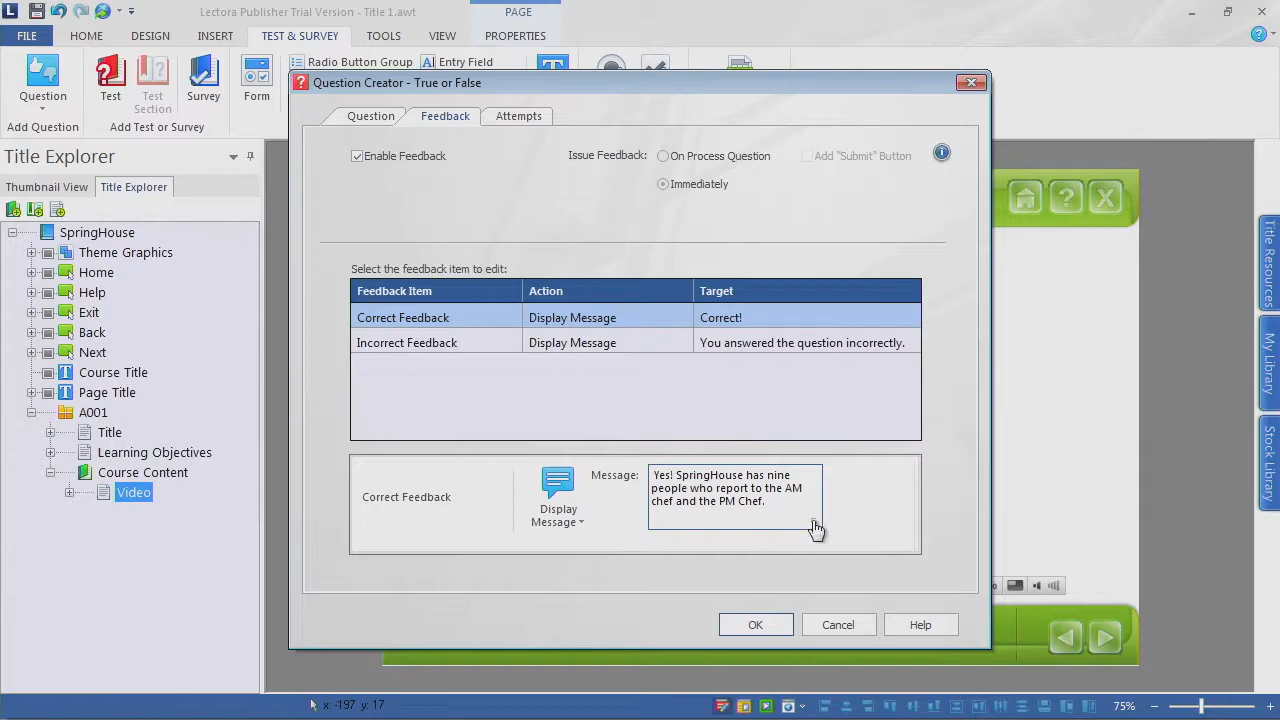 Lectora Publisher Trial Version - Title 1.awt
PAGE
FILE
HOME
DESIGN
INSERT
TEST & SURVEY
TOOLS
VIEW
PROPERTIES
Question
Test
Test
Section
Survey
Form
Radio Button Group
Entry Field
Add Question
Add Test or Survey
Title Explorer
Thumbnail View
Title Explorer
SpringHouse
Theme Graphics
Home
Help
Exit
Back
Next
Course Title
Page Title
A001
Title
Learning Objectives
Course Content
Video
Question Creator - True or False
Question
Feedback
Attempts
Enable Feedback
Issue Feedback:
On Process Question
Add "Submit" Button
Immediately
Select the feedback item to edit:
Feedback Item
Action
Target
Correct Feedback
Display Message
Correct!
Incorrect Feedback
Display Message
You answered the question incorrectly.
Correct Feedback
Display
Message
Message:
Yes! SpringHouse has nine
people who report to the AM
chef and the PM Chef.
OK
Cancel
Help
Title Resources
My Library
Stock Library
x: -197 y: 17
75%